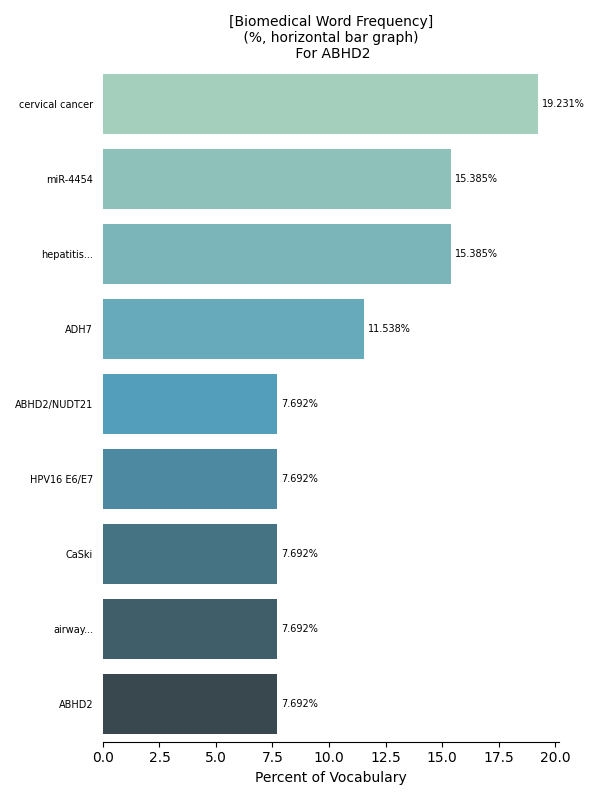 [Biomedical Word Frequency]
(%, horizontal bar graph)
For ABHD2
cervical cancer 19.231%
miR-4454 15.385%
hepatitis... 15.385%
ADH7 11.538%
ABHD2/NUDT21 7.692%
HPV16 E6/E7 7.692%
CaSki 7.692%
airway... 7.692%
ABHD2 7.692%
0.0 2.5 5.0 7.5 10.0 12.5 15.0 17.5 20.0
Percent of Vocabulary